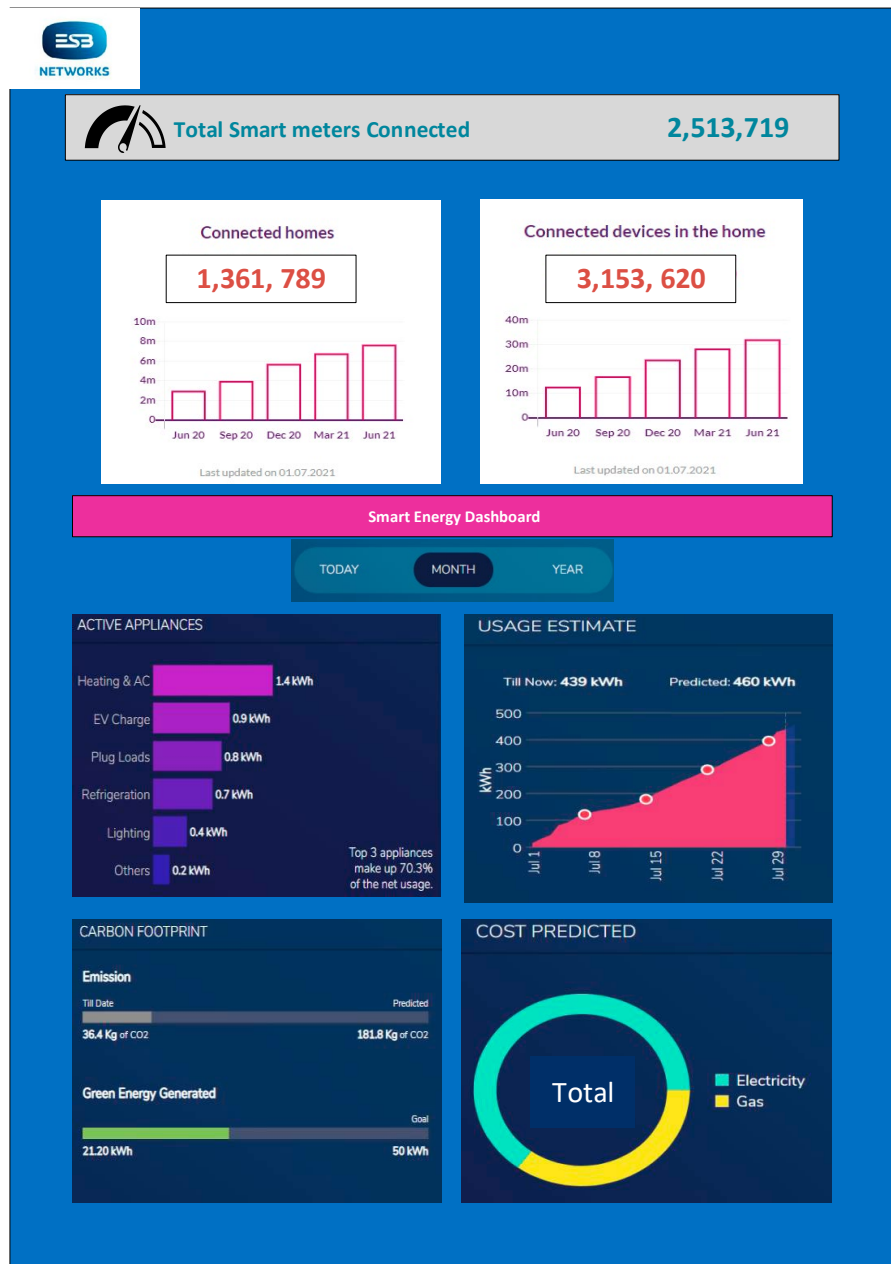 ESB
NETWORKS
Total Smart meters Connected 2,513,719
Connected homes
1,361, 789
10m
8m
6m
4m
2m
0
Jun 20 Sep 20 Dec 20 Mar 21 Jun 21
Last updated on 01.07.2021
Connected devices in the home
3,153, 620
40m
30m
20m
10m
0
Jun 20 Sep 20 Dec 20 Mar 21 Jun 21
Last updated on 01.07.2021
Smart Energy Dashboard
TODAY MONTH YEAR
ACTIVE APPLIANCES
Heating & AC 1.4 kWh
EV Charge 0.9 kWh
Plug Loads 0.8 kWh
Refrigeration 0.7 kWh
Lighting 0.4 kWh
Others 0.2 kWh
Top 3 appliances
make up 70.3%
of the net usage.
USAGE ESTIMATE
Till Now: 439 kWh Predicted: 460 kWh
kWh
500
400
300
200
100
0
Jul 1 Jul 8 Jul 15 Jul 22 Jul 29
CARBON FOOTPRINT
Emission
Till Date Predicted
36.4 Kg of CO2 181.8 Kg of CO2
Green Energy Generated
Goal
21.20 kWh 50 kWh
COST PREDICTED
Total
Electricity
Gas